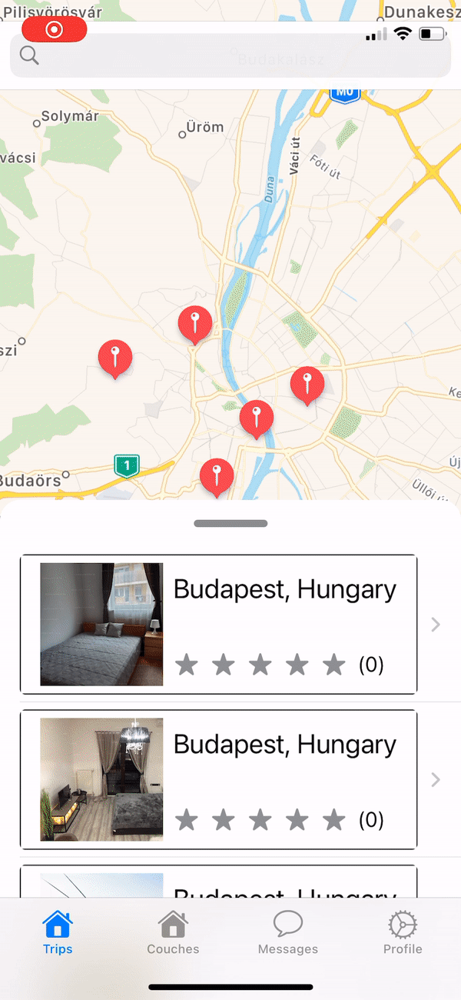 Pilisvörösvár
Dunakesz
Budakalász
M0
Solymár
Üröm
vácsi
Váci út
Fóti út
Duna
szi
Ke
1
Budaörs
Új
Üllői út
Budapest, Hungary
(0)
Budapest, Hungary
(0)
Budapest, Hungary
Trips
Couches
Messages
Profile